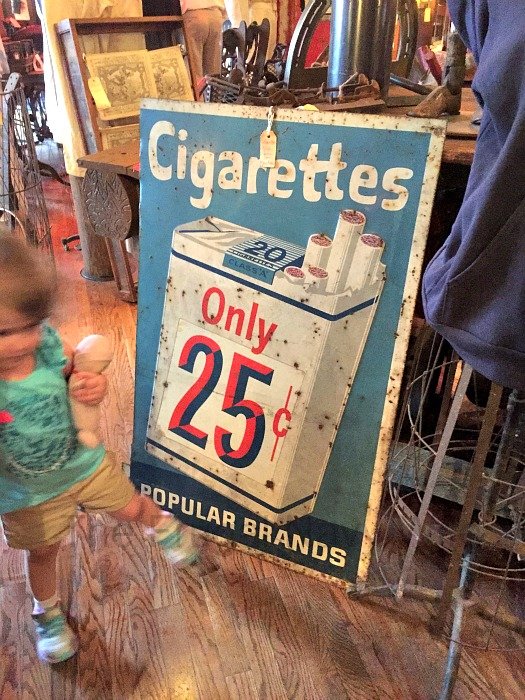 Cigarettes
20
CLASS A
Only
25¢
POPULAR BRANDS